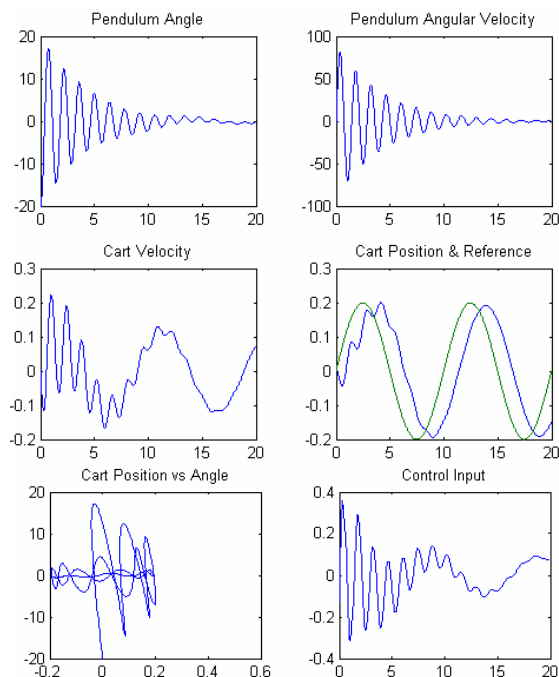 Pendulum Angle
20
10
0
-10
-20
0 5 10 15 20
Pendulum Angular Velocity
100
50
0
-50
-100
0 5 10 15 20
Cart Velocity
0.3
0.2
0.1
0
-0.1
-0.2
0 5 10 15 20
Cart Position & Reference
0.3
0.2
0.1
0
-0.1
-0.2
0 5 10 15 20
Cart Position vs Angle
20
10
0
-10
-20
-0.2 0 0.2 0.4 0.6
Control Input
0.4
0.2
0
-0.2
-0.4
0 5 10 15 20